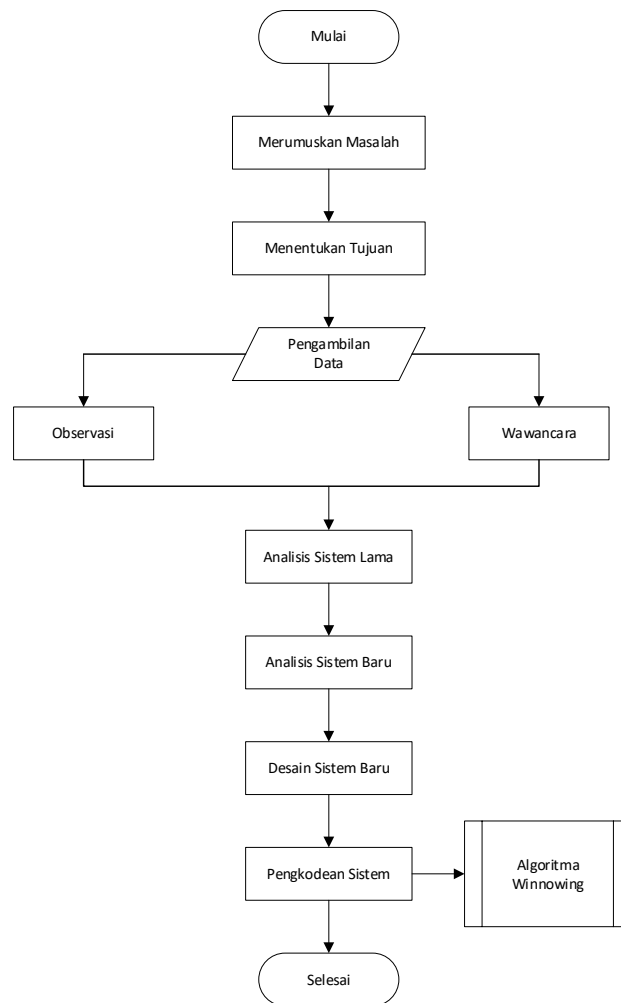 Mulai
Merumuskan Masalah
Menentukan Tujuan
Pengambilan
Data
Observasi
Wawancara
Analisis Sistem Lama
Analisis Sistem Baru
Desain Sistem Baru
Pengkodean Sistem
Algoritma
Winnowing
Selesai